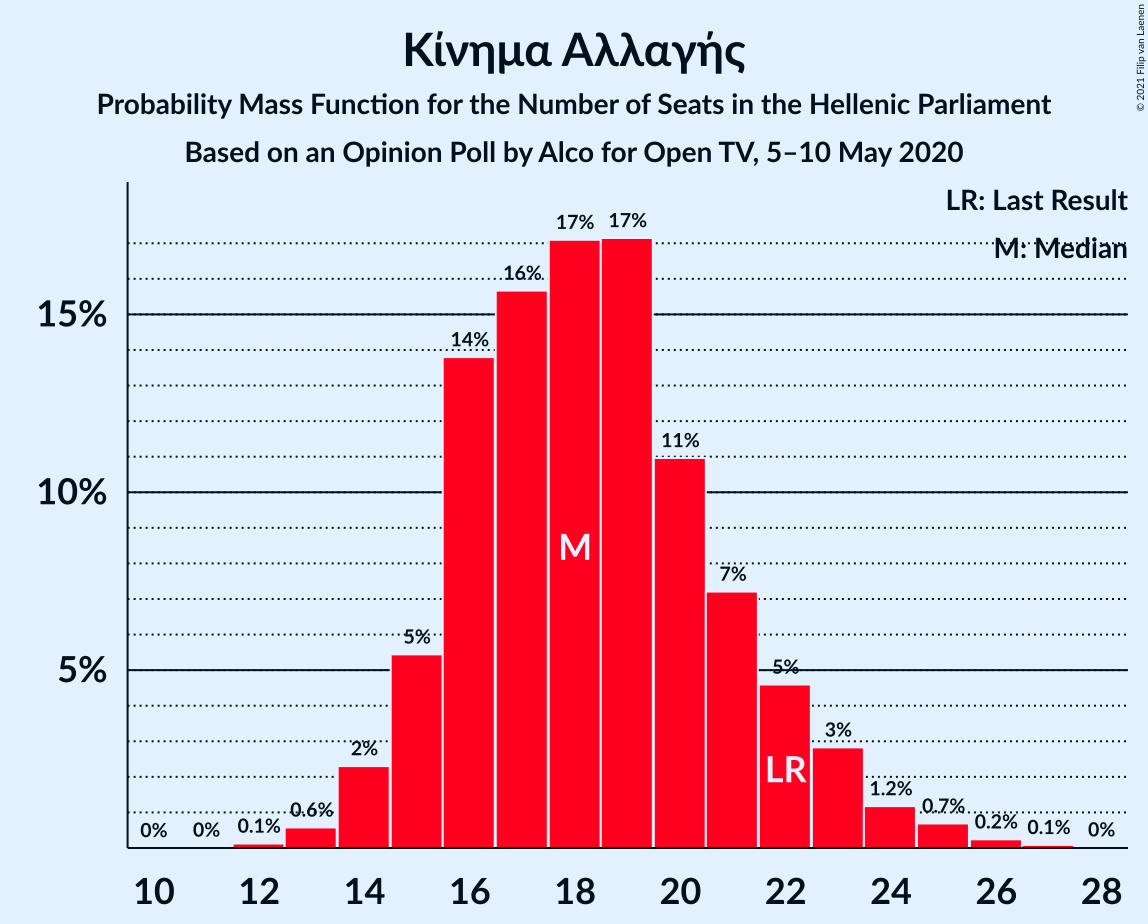 Κίνημα Αλλαγής
Probability Mass Function for the Number of Seats in the Hellenic Parliament
Based on an Opinion Poll by Alco for Open TV, 5–10 May 2020
© 2021 Filip van Laenen
LR: Last Result
M: Median
15%
10%
5%
0% 0% 0.1% 0.6% 2% 5% 14% 16% 17% 17% 11% 7% 5% 3% 1.2% 0.7% 0.2% 0.1% 0%
M
LR
10 12 14 16 18 20 22 24 26 28